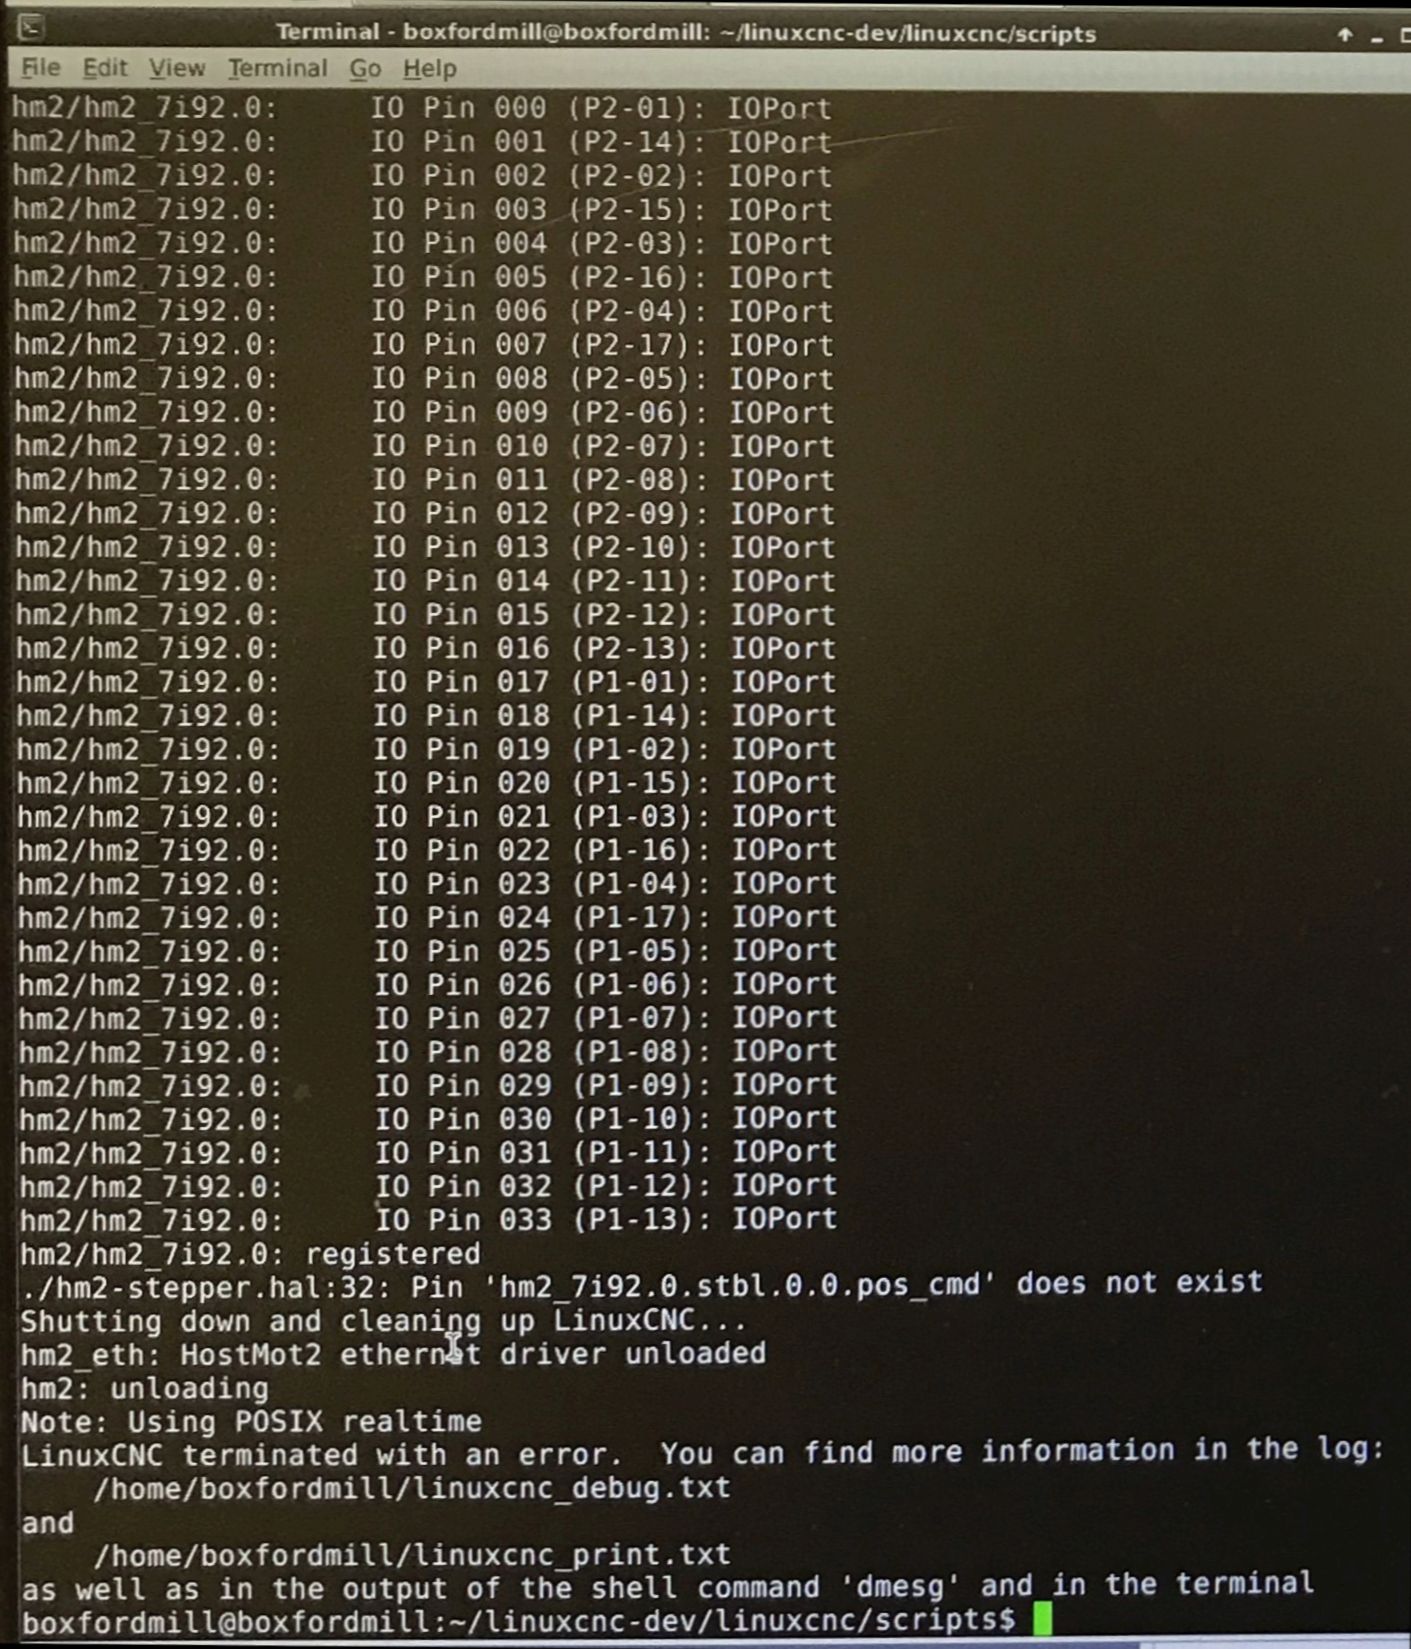 Terminal - boxfordmill@boxfordmill: ~/linuxcnc-dev/linuxcnc/scripts
File Edit View Terminal Go Help
hm2/hm2_7i92.0: IO Pin 000 (P2-01): IOPort
hm2/hm2_7i92.0: IO Pin 001 (P2-14): IOPort
hm2/hm2_7i92.0: IO Pin 002 (P2-02): IOPort
hm2/hm2_7i92.0: IO Pin 003 (P2-15): IOPort
hm2/hm2_7i92.0: IO Pin 004 (P2-03): IOPort
hm2/hm2_7i92.0: IO Pin 005 (P2-16): IOPort
hm2/hm2_7i92.0: IO Pin 006 (P2-04): IOPort
hm2/hm2_7i92.0: IO Pin 007 (P2-17): IOPort
hm2/hm2_7i92.0: IO Pin 008 (P2-05): IOPort
hm2/hm2_7i92.0: IO Pin 009 (P2-06): IOPort
hm2/hm2_7i92.0: IO Pin 010 (P2-07): IOPort
hm2/hm2_7i92.0: IO Pin 011 (P2-08): IOPort
hm2/hm2_7i92.0: IO Pin 012 (P2-09): IOPort
hm2/hm2_7i92.0: IO Pin 013 (P2-10): IOPort
hm2/hm2_7i92.0: IO Pin 014 (P2-11): IOPort
hm2/hm2_7i92.0: IO Pin 015 (P2-12): IOPort
hm2/hm2_7i92.0: IO Pin 016 (P2-13): IOPort
hm2/hm2_7i92.0: IO Pin 017 (P1-01): IOPort
hm2/hm2_7i92.0: IO Pin 018 (P1-14): IOPort
hm2/hm2_7i92.0: IO Pin 019 (P1-02): IOPort
hm2/hm2_7i92.0: IO Pin 020 (P1-15): IOPort
hm2/hm2_7i92.0: IO Pin 021 (P1-03): IOPort
hm2/hm2_7i92.0: IO Pin 022 (P1-16): IOPort
hm2/hm2_7i92.0: IO Pin 023 (P1-04): IOPort
hm2/hm2_7i92.0: IO Pin 024 (P1-17): IOPort
hm2/hm2_7i92.0: IO Pin 025 (P1-05): IOPort
hm2/hm2_7i92.0: IO Pin 026 (P1-06): IOPort
hm2/hm2_7i92.0: IO Pin 027 (P1-07): IOPort
hm2/hm2_7i92.0: IO Pin 028 (P1-08): IOPort
hm2/hm2_7i92.0: IO Pin 029 (P1-09): IOPort
hm2/hm2_7i92.0: IO Pin 030 (P1-10): IOPort
hm2/hm2_7i92.0: IO Pin 031 (P1-11): IOPort
hm2/hm2_7i92.0: IO Pin 032 (P1-12): IOPort
hm2/hm2_7i92.0: IO Pin 033 (P1-13): IOPort
hm2/hm2_7i92.0: registered
./hm2-stepper.hal:32: Pin 'hm2_7i92.0.stbl.0.0.pos_cmd' does not exist
Shutting down and cleaning up LinuxCNC...
hm2_eth: HostMot2 ethernet driver unloaded
hm2: unloading
Note: Using POSIX realtime
LinuxCNC terminated with an error. You can find more information in the log:
/home/boxfordmill/linuxcnc_debug.txt
and
/home/boxfordmill/linuxcnc_print.txt
as well as in the output of the shell command 'dmesg' and in the terminal
boxfordmill@boxfordmill:~/linuxcnc-dev/linuxcnc/scripts$